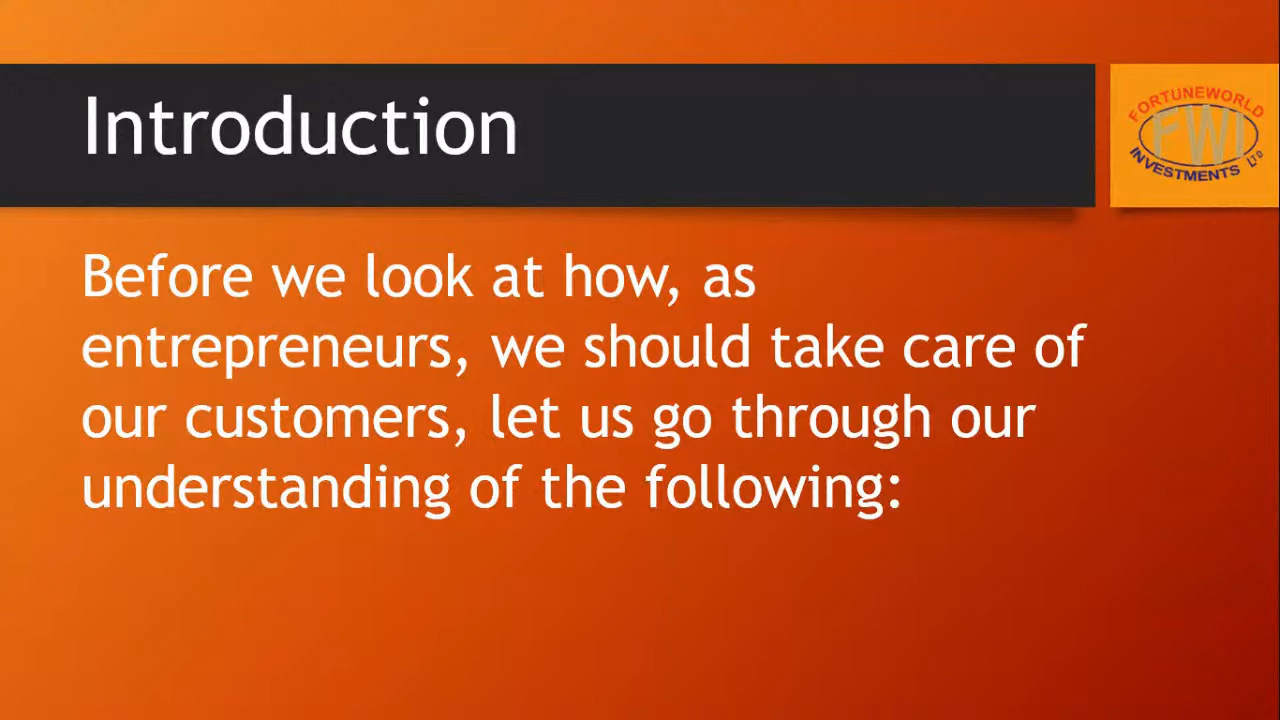 Introduction
FORTUNEWORLD
FWI
INVESTMENTS LTD
Before we look at how, as
entrepreneurs, we should take care of
our customers, let us go through our
understanding of the following: